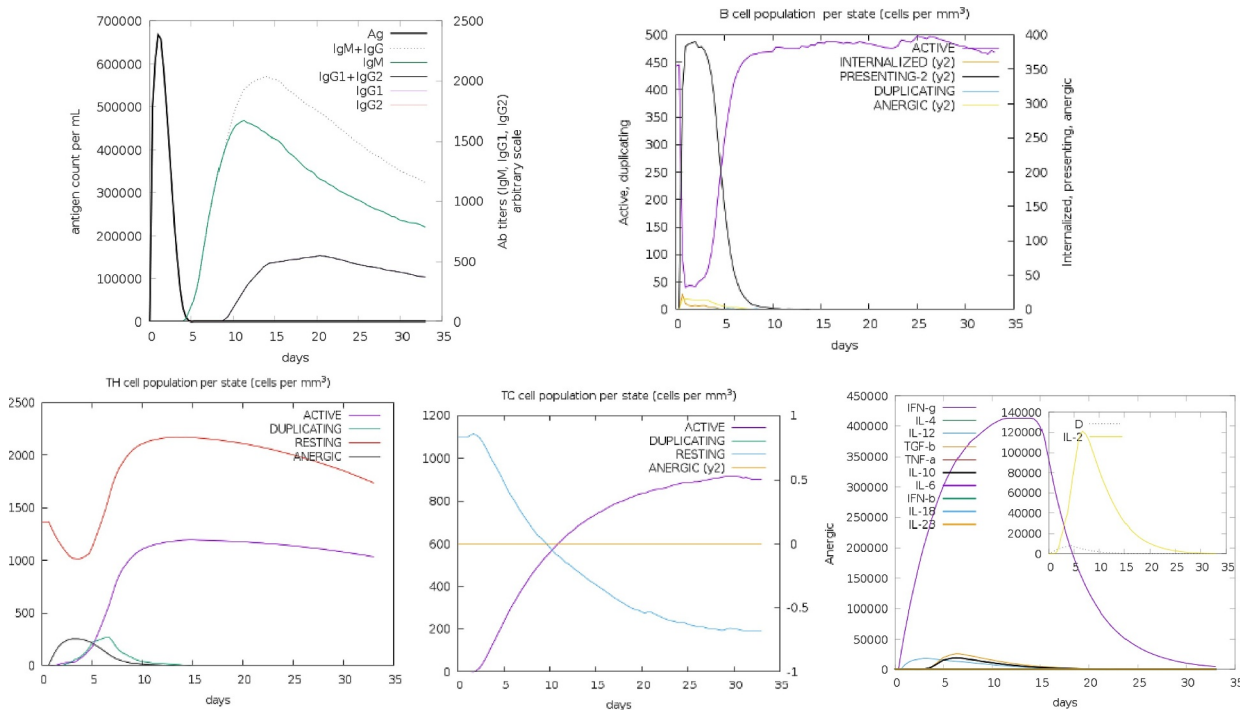 700000
600000
500000
400000
300000
200000
100000
0
antigen count per mL
Ag
IgM+IgG
IgM
IgG1+IgG2
IgG1
IgG2
2500
2000
1500
1000
500
0
Ab titers (IgM, IgG1, IgG2)
arbitrary scale
0 5 10 15 20 25 30 35
days
B cell population per state (cells per mm³)
500
450
400
350
300
250
200
150
100
50
0
Active, duplicating
ACTIVE
INTERNALIZED (y2)
PRESENTING-2 (y2)
DUPLICATING
ANERGIC (y2)
400
350
300
250
200
150
100
50
0
Internalized, presenting, anergic
0 5 10 15 20 25 30 35
days
TH cell population per state (cells per mm³)
2500
2000
1500
1000
500
0
ACTIVE
DUPLICATING
RESTING
ANERGIC
0 5 10 15 20 25 30 35
days
TC cell population per state (cells per mm³)
1200
1000
800
600
400
200
0
ACTIVE
DUPLICATING
RESTING
ANERGIC (y2)
1
0.5
0
-0.5
-1
0 5 10 15 20 25 30 35
days
450000
400000
350000
300000
250000
200000
150000
100000
50000
0
Anergic
IFN-g
IL-4
IL-12
TGF-b
TNF-a
IL-10
IL-6
IFN-b
IL-18
IL-23
140000
120000
100000
80000
60000
40000
20000
0
D
IL-2
0 5 10 15 20 25 30 35
0 5 10 15 20 25 30 35
days